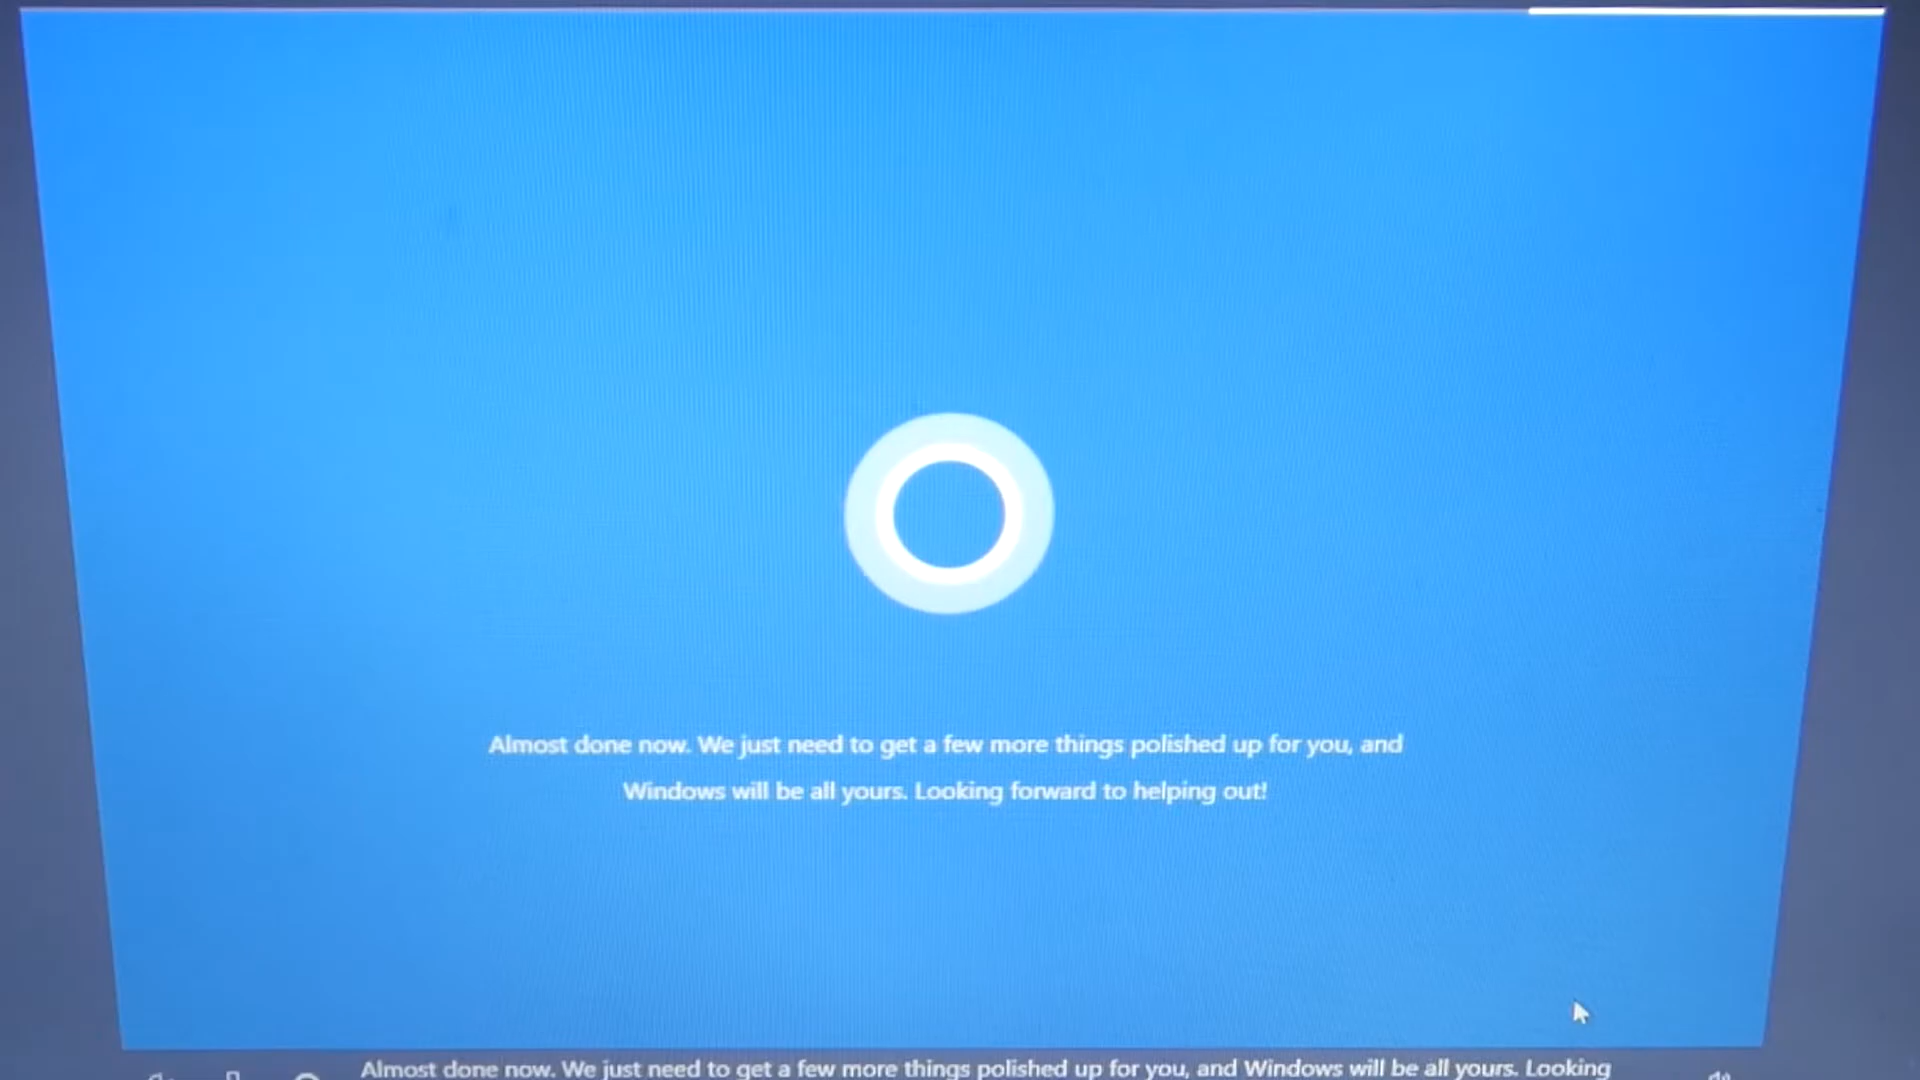 Almost done now. We just need to get a few more things polished up for you, and
Windows will be all yours. Looking forward to helping out!
Almost done now. We just need to get a few more things polished up for you, and Windows will be all yours. Looking